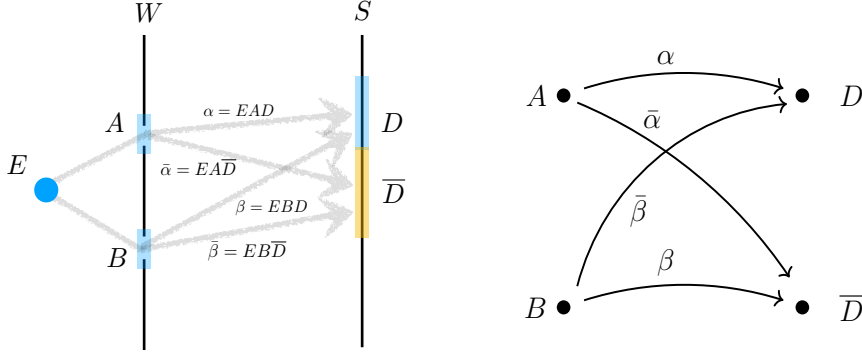 W
S
A
α = EAD
D
E
ᾱ = EAD̅
D̅
β = EBD
B
β̄ = EBD̅
α
A
D
ᾱ
β̄
β
B
D̅